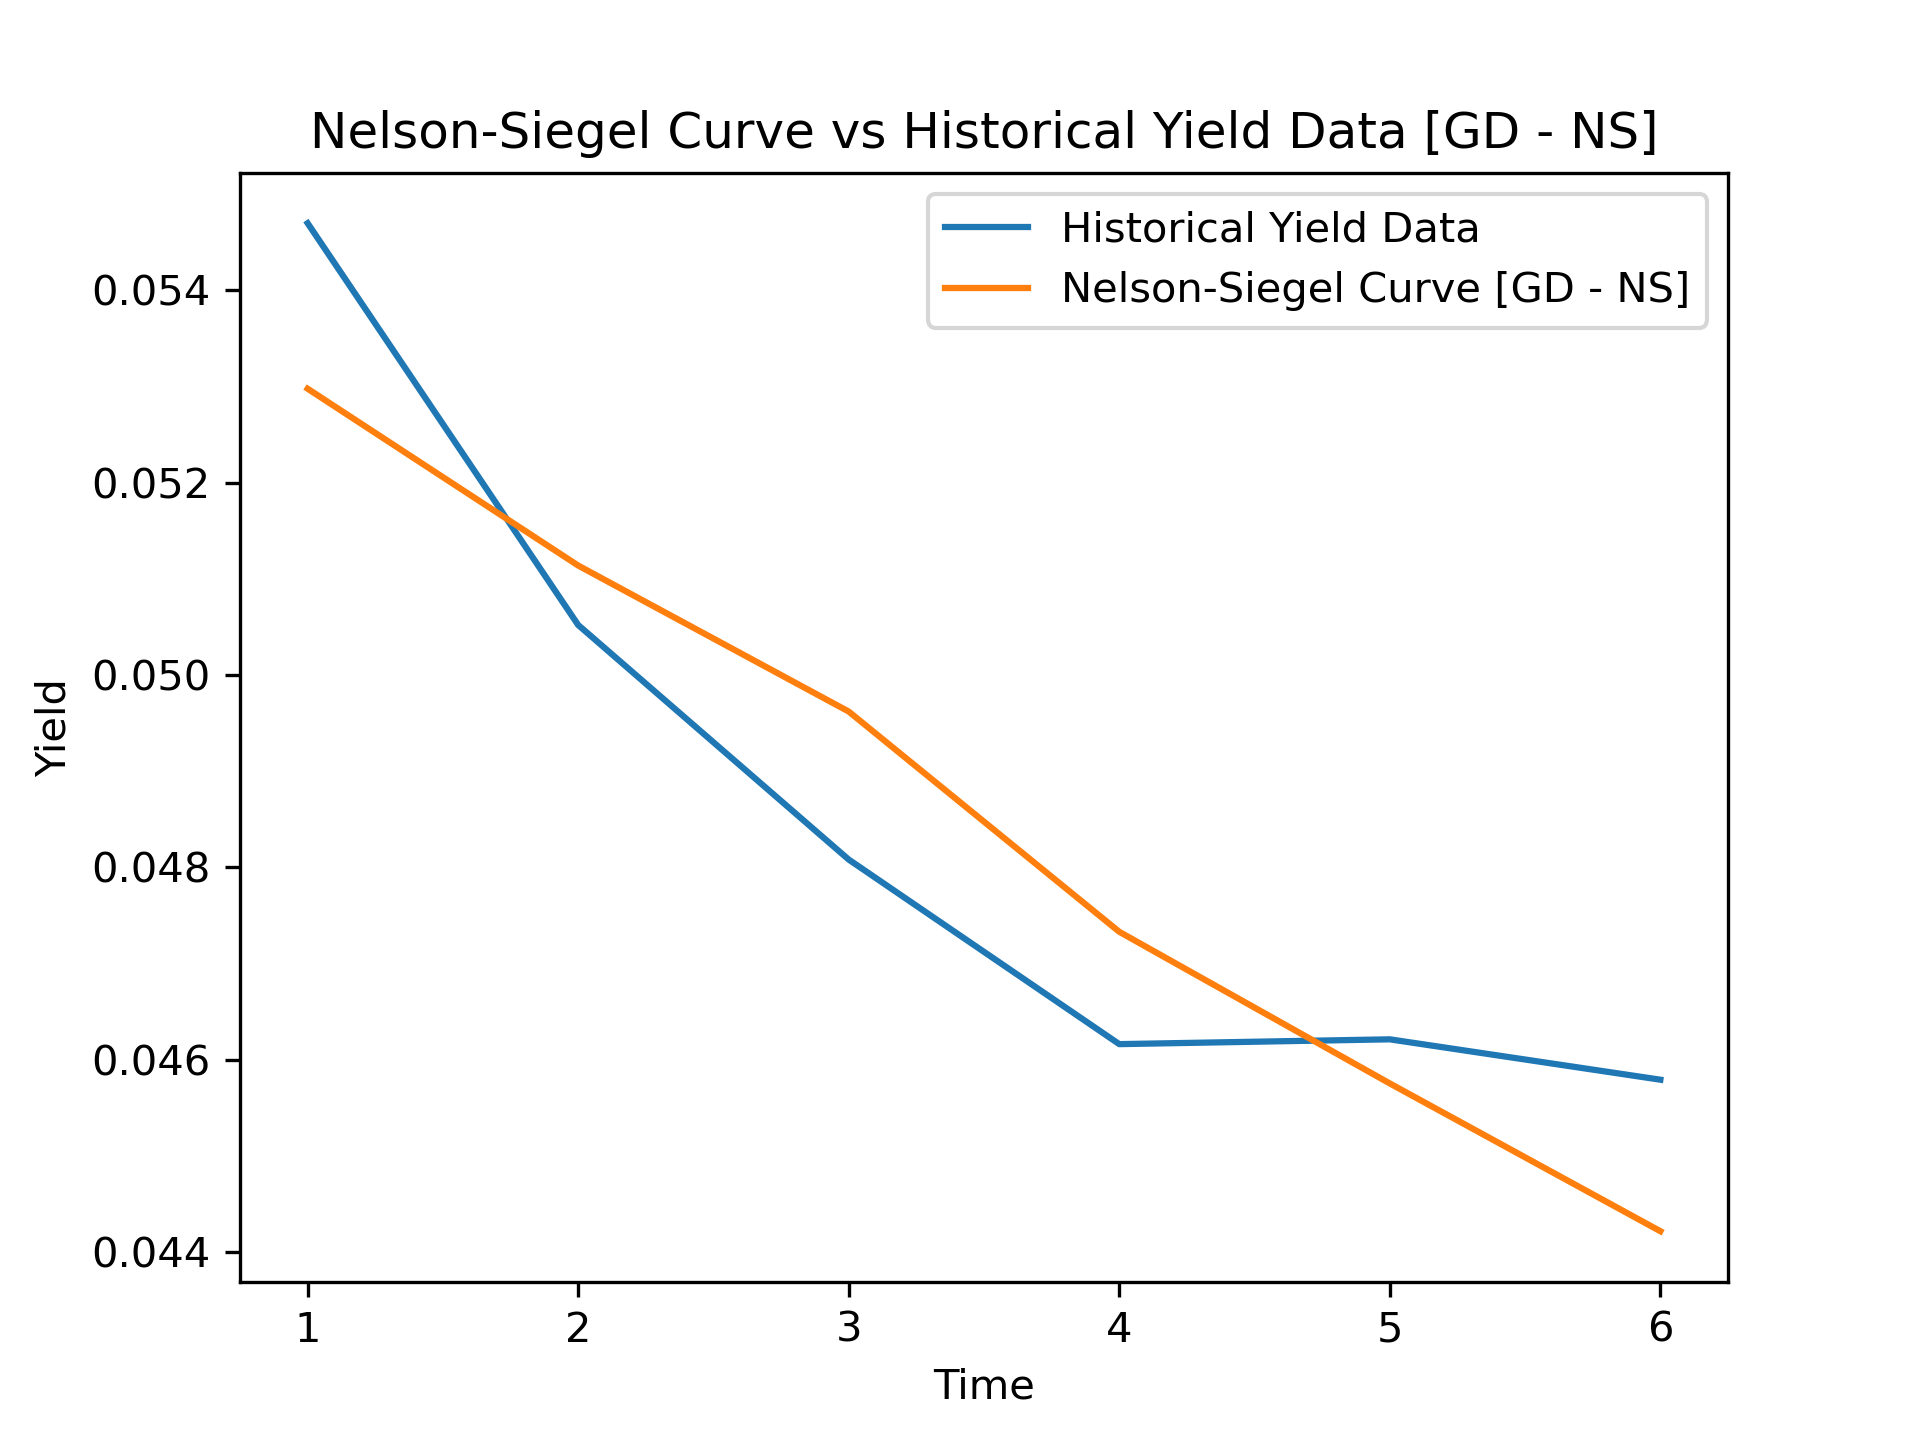 Nelson-Siegel Curve vs Historical Yield Data [GD - NS]
Historical Yield Data
Nelson-Siegel Curve [GD - NS]
Yield
0.054
0.052
0.050
0.048
0.046
0.044
1 2 3 4 5 6
Time